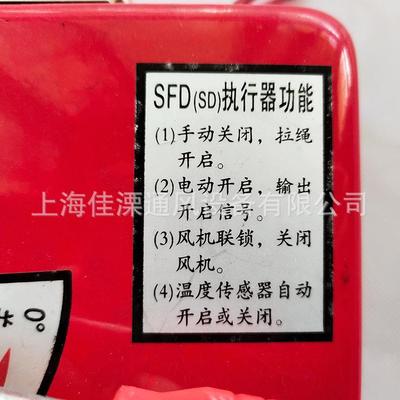 SFD(SD)执行器功能
(1)手动关闭，拉绳
开启。
(2)电动开启，输出
开启信号。
(3)风机联锁，关闭
风机。
(4)温度传感器自动
开启或关闭。
上海佳溧通风设备有限公司
0°
关